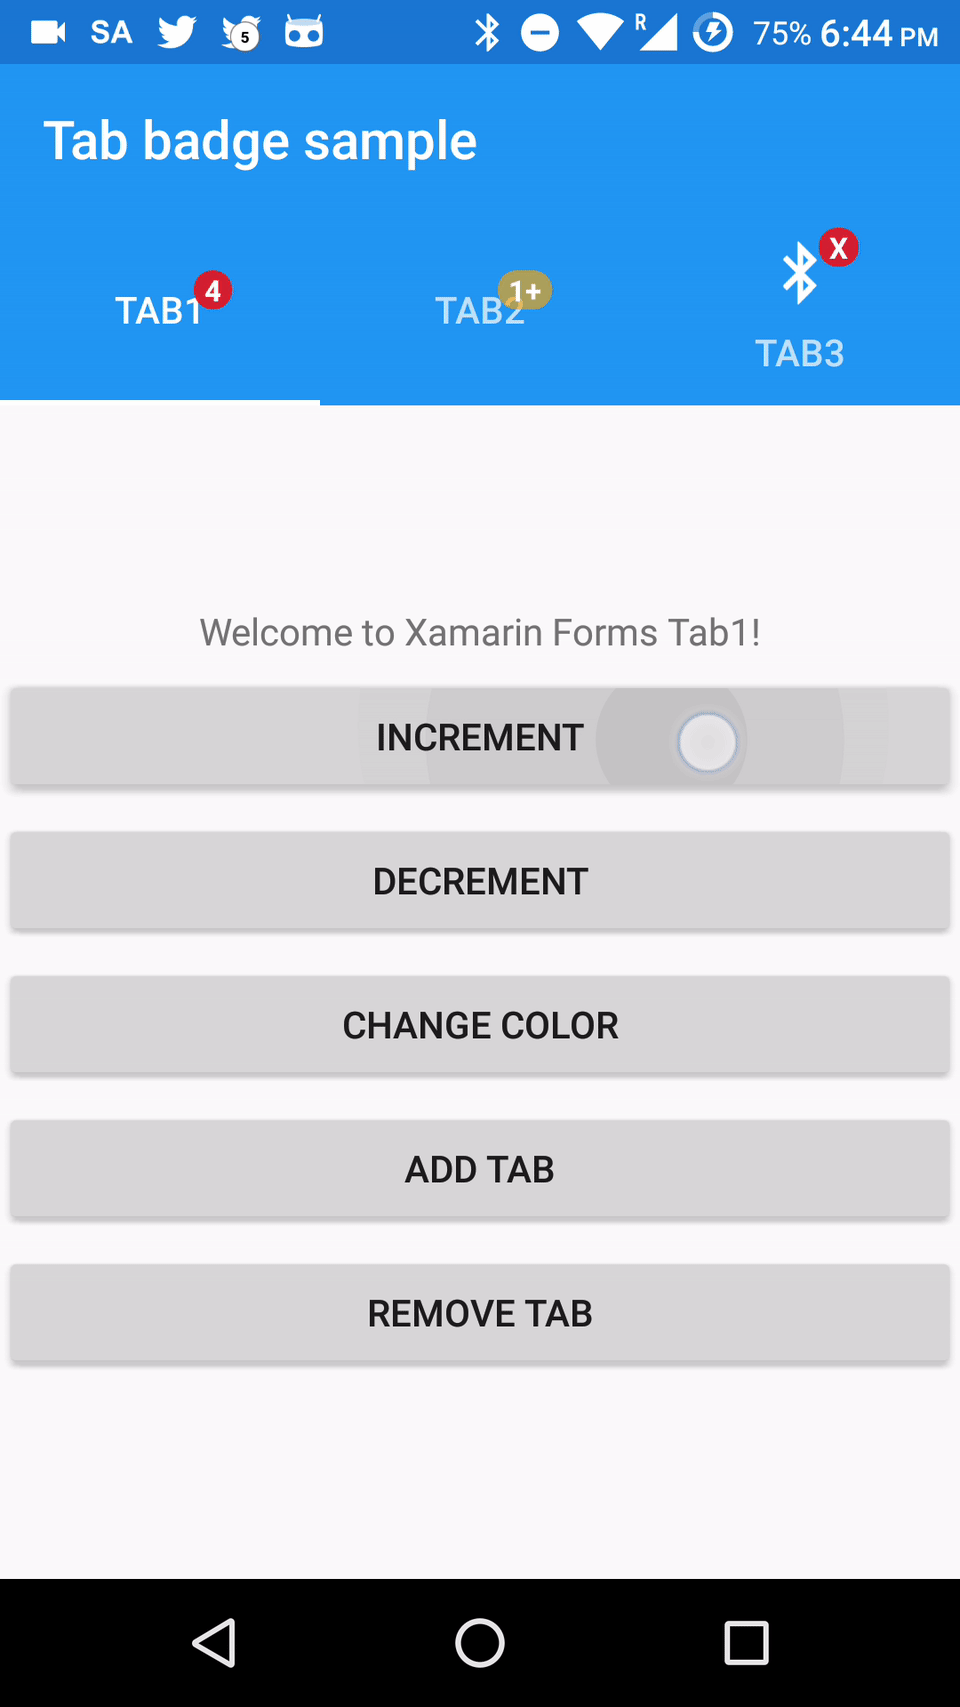 SA 5 R 75% 6:44 PM
Tab badge sample
TAB1 4 TAB2 1+ X
TAB3
Welcome to Xamarin Forms Tab1!
INCREMENT
DECREMENT
CHANGE COLOR
ADD TAB
REMOVE TAB